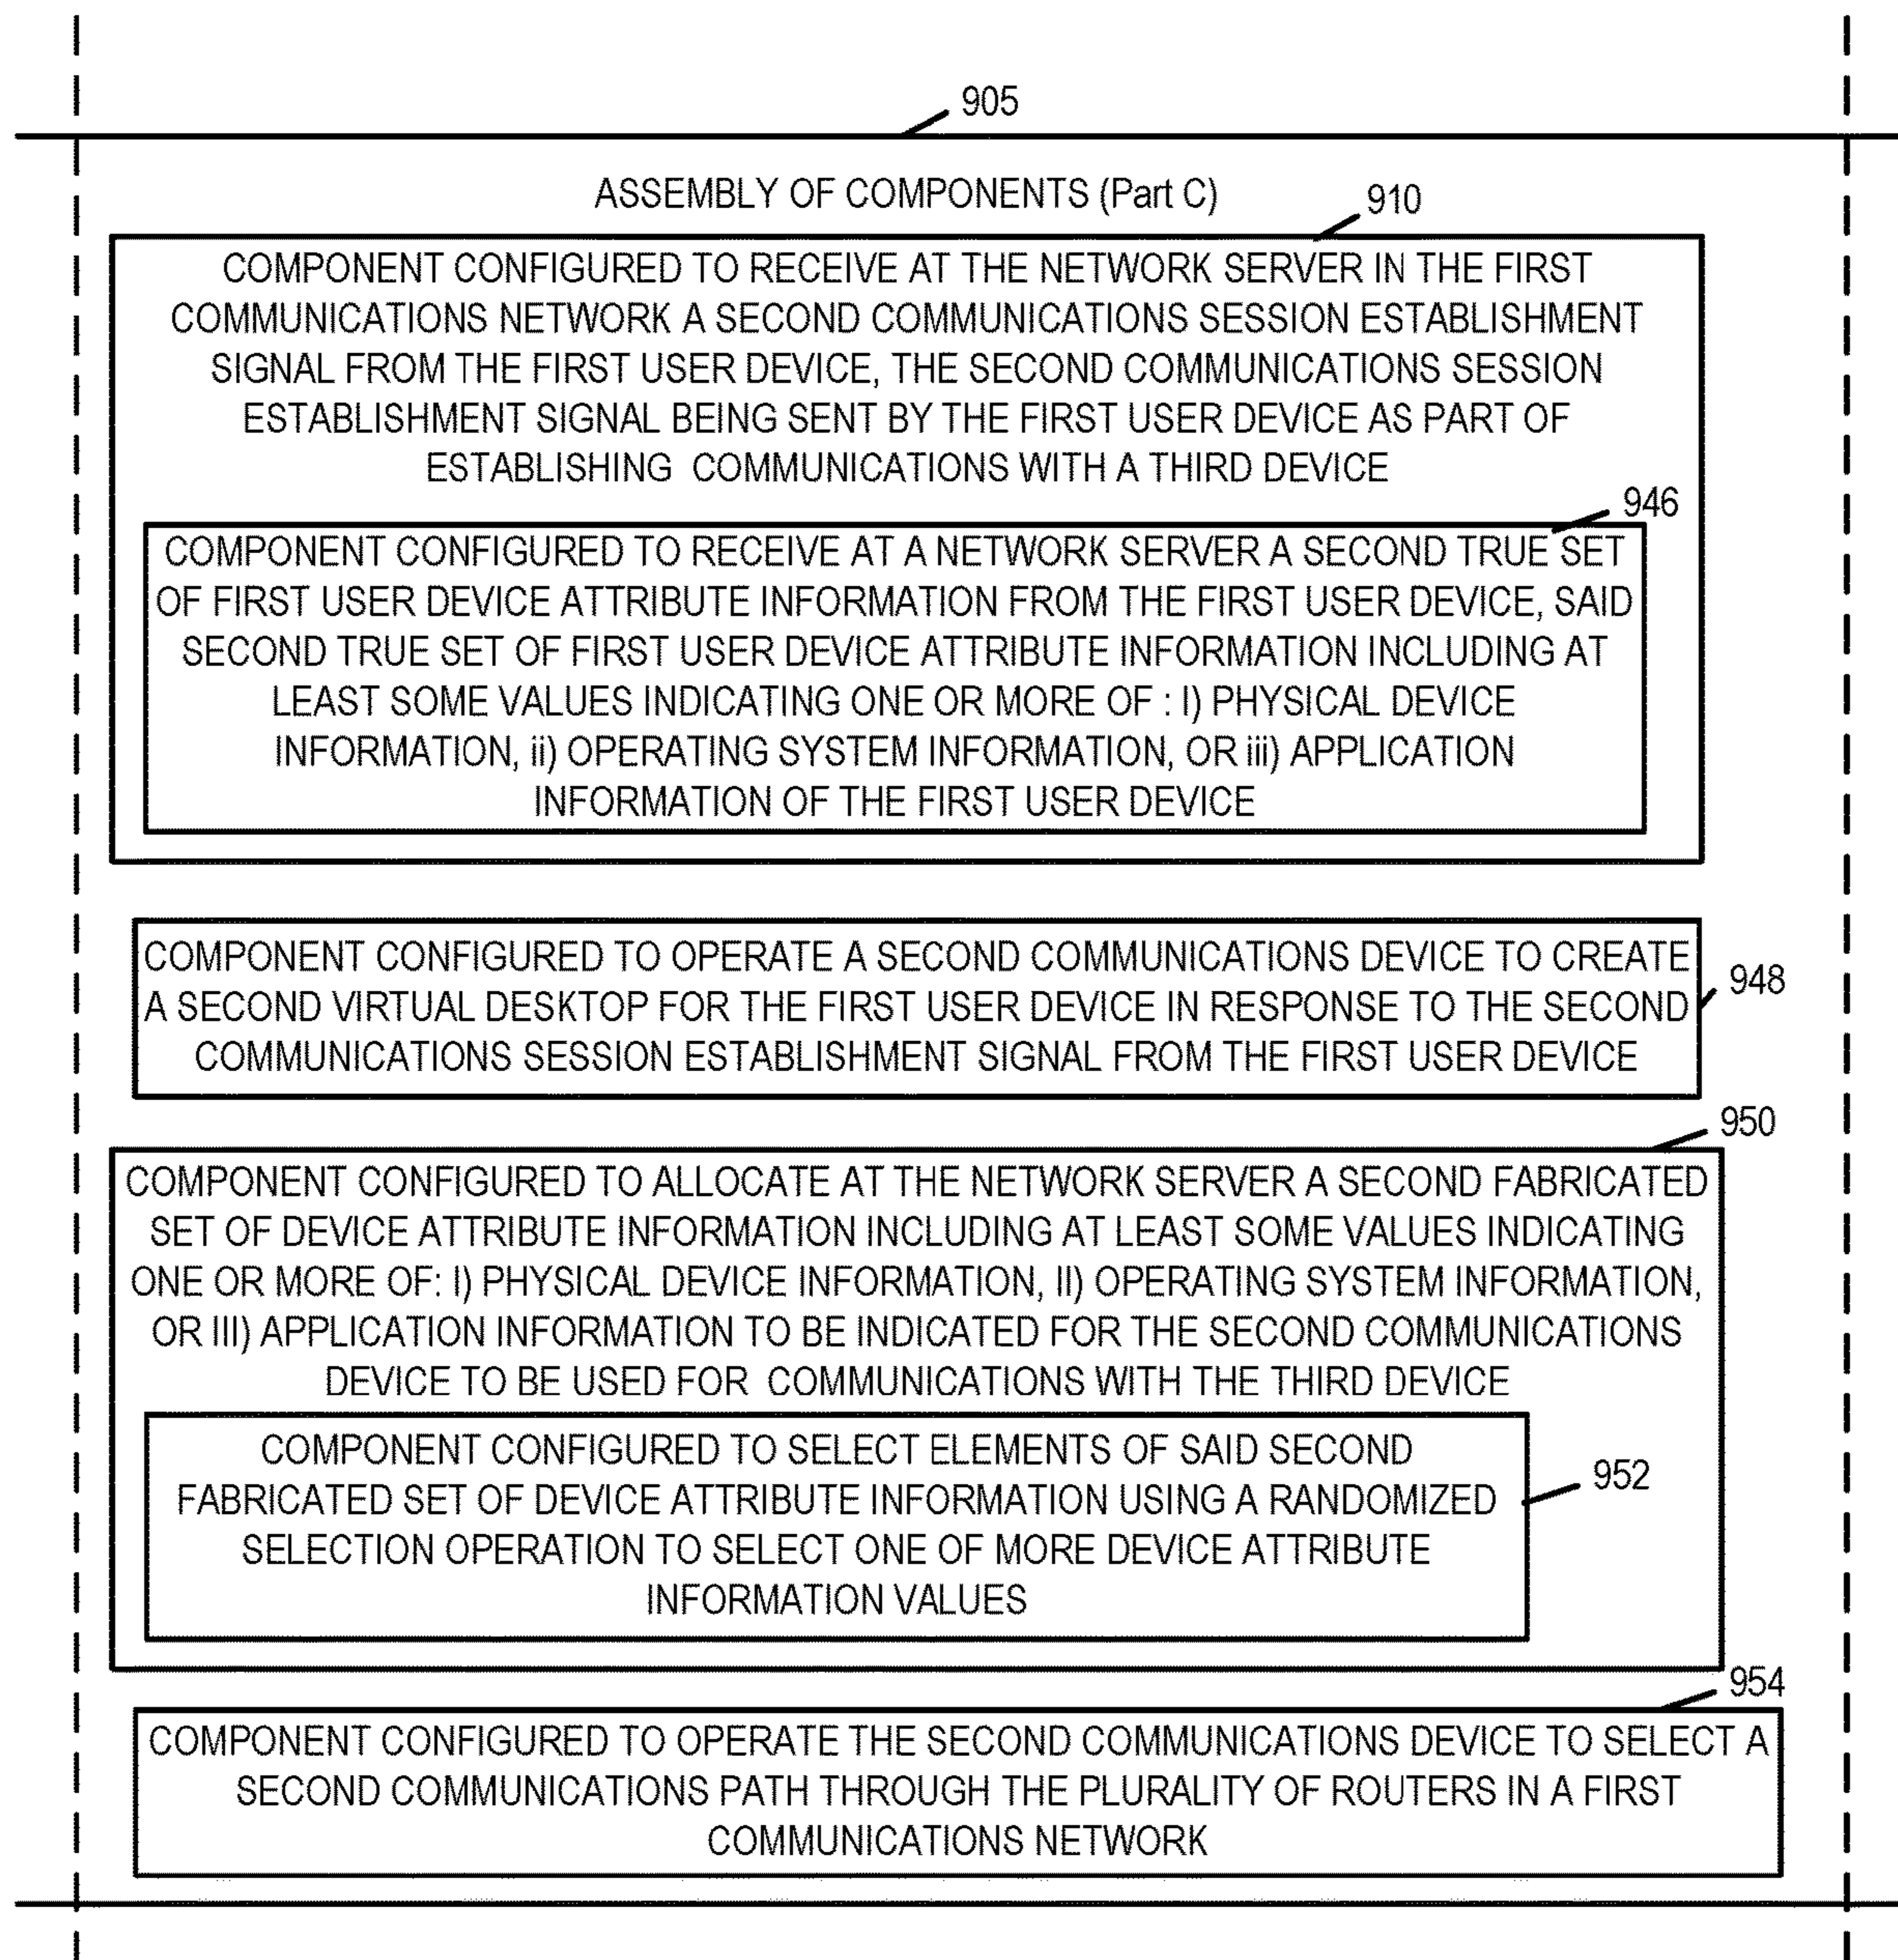 905
ASSEMBLY OF COMPONENTS (Part C)
910
COMPONENT CONFIGURED TO RECEIVE AT THE NETWORK SERVER IN THE FIRST
COMMUNICATIONS NETWORK A SECOND COMMUNICATIONS SESSION ESTABLISHMENT
SIGNAL FROM THE FIRST USER DEVICE, THE SECOND COMMUNICATIONS SESSION
ESTABLISHMENT SIGNAL BEING SENT BY THE FIRST USER DEVICE AS PART OF
ESTABLISHING COMMUNICATIONS WITH A THIRD DEVICE
946
COMPONENT CONFIGURED TO RECEIVE AT A NETWORK SERVER A SECOND TRUE SET
OF FIRST USER DEVICE ATTRIBUTE INFORMATION FROM THE FIRST USER DEVICE, SAID
SECOND TRUE SET OF FIRST USER DEVICE ATTRIBUTE INFORMATION INCLUDING AT
LEAST SOME VALUES INDICATING ONE OR MORE OF : I) PHYSICAL DEVICE
INFORMATION, ii) OPERATING SYSTEM INFORMATION, OR iii) APPLICATION
INFORMATION OF THE FIRST USER DEVICE
COMPONENT CONFIGURED TO OPERATE A SECOND COMMUNICATIONS DEVICE TO CREATE
A SECOND VIRTUAL DESKTOP FOR THE FIRST USER DEVICE IN RESPONSE TO THE SECOND
COMMUNICATIONS SESSION ESTABLISHMENT SIGNAL FROM THE FIRST USER DEVICE
948
950
COMPONENT CONFIGURED TO ALLOCATE AT THE NETWORK SERVER A SECOND FABRICATED
SET OF DEVICE ATTRIBUTE INFORMATION INCLUDING AT LEAST SOME VALUES INDICATING
ONE OR MORE OF: I) PHYSICAL DEVICE INFORMATION, II) OPERATING SYSTEM INFORMATION,
OR III) APPLICATION INFORMATION TO BE INDICATED FOR THE SECOND COMMUNICATIONS
DEVICE TO BE USED FOR COMMUNICATIONS WITH THE THIRD DEVICE
COMPONENT CONFIGURED TO SELECT ELEMENTS OF SAID SECOND
FABRICATED SET OF DEVICE ATTRIBUTE INFORMATION USING A RANDOMIZED
SELECTION OPERATION TO SELECT ONE OF MORE DEVICE ATTRIBUTE
INFORMATION VALUES
952
954
COMPONENT CONFIGURED TO OPERATE THE SECOND COMMUNICATIONS DEVICE TO SELECT A
SECOND COMMUNICATIONS PATH THROUGH THE PLURALITY OF ROUTERS IN A FIRST
COMMUNICATIONS NETWORK